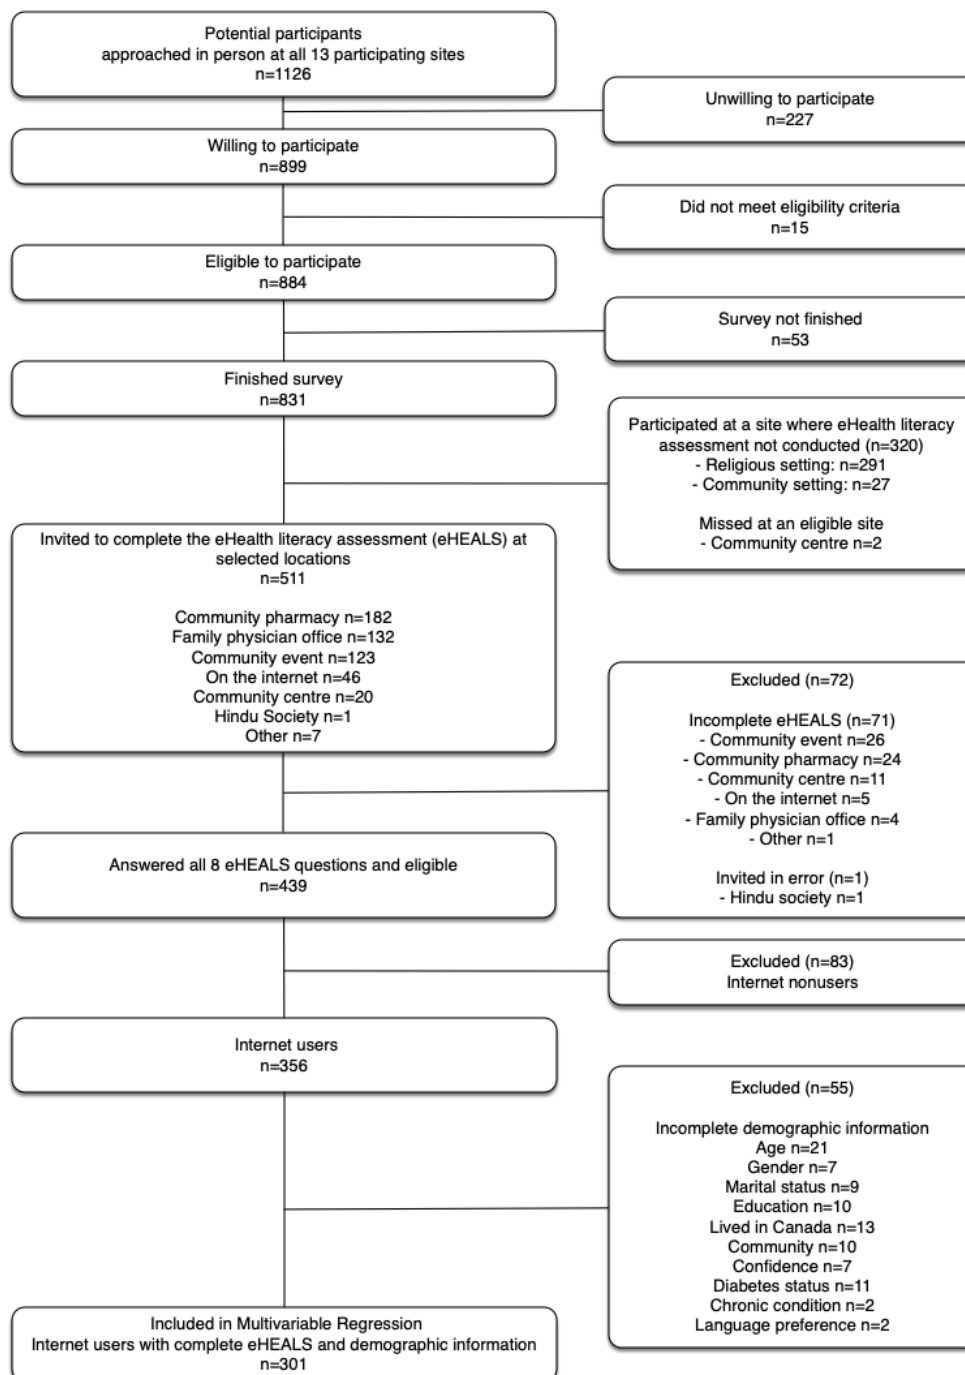 Potential participants
approached in person at all 13 participating sites
n=1126
Unwilling to participate
n=227
Willing to participate
n=899
Did not meet eligibility criteria
n=15
Eligible to participate
n=884
Survey not finished
n=53
Finished survey
n=831
Participated at a site where eHealth literacy
assessment not conducted (n=320)
- Religious setting: n=291
- Community setting: n=27
Missed at an eligible site
- Community centre n=2
Invited to complete the eHealth literacy assessment (eHEALS) at
selected locations
n=511
Community pharmacy n=182
Family physician office n=132
Community event n=123
On the internet n=46
Community centre n=20
Hindu Society n=1
Other n=7
Excluded (n=72)
Incomplete eHEALS (n=71)
- Community event n=26
- Community pharmacy n=24
- Community centre n=11
- On the internet n=5
- Family physician office n=4
- Other n=1
Invited in error (n=1)
- Hindu society n=1
Answered all 8 eHEALS questions and eligible
n=439
Excluded (n=83)
Internet nonusers
Internet users
n=356
Excluded (n=55)
Incomplete demographic information
Age n=21
Gender n=7
Marital status n=9
Education n=10
Lived in Canada n=13
Community n=10
Confidence n=7
Diabetes status n=11
Chronic condition n=2
Language preference n=2
Included in Multivariable Regression
Internet users with complete eHEALS and demographic information
n=301